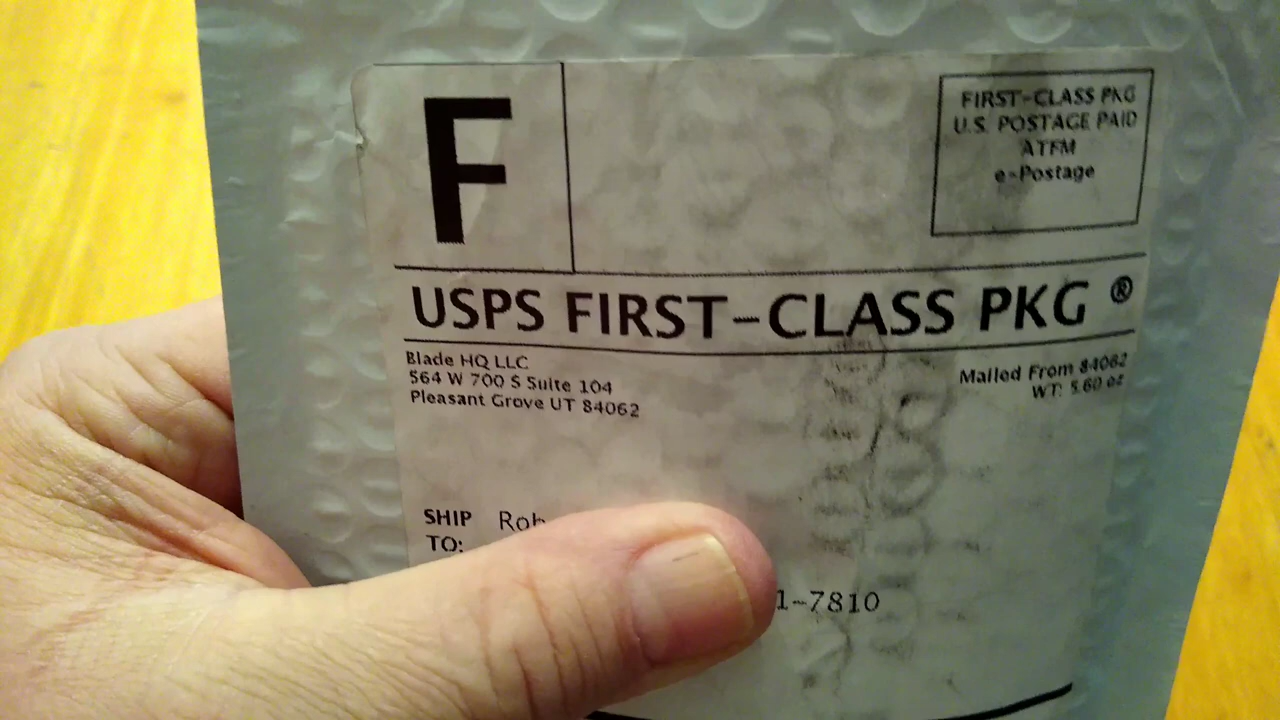 F
FIRST-CLASS PKG
U.S. POSTAGE PAID
ATFM
e-Postage
USPS FIRST-CLASS PKG ®
Blade HQ LLC
564 W 700 S Suite 104
Pleasant Grove UT 84062
Mailed From 84062
WT: 5.60 oz
SHIP
TO:
Rob
1-7810